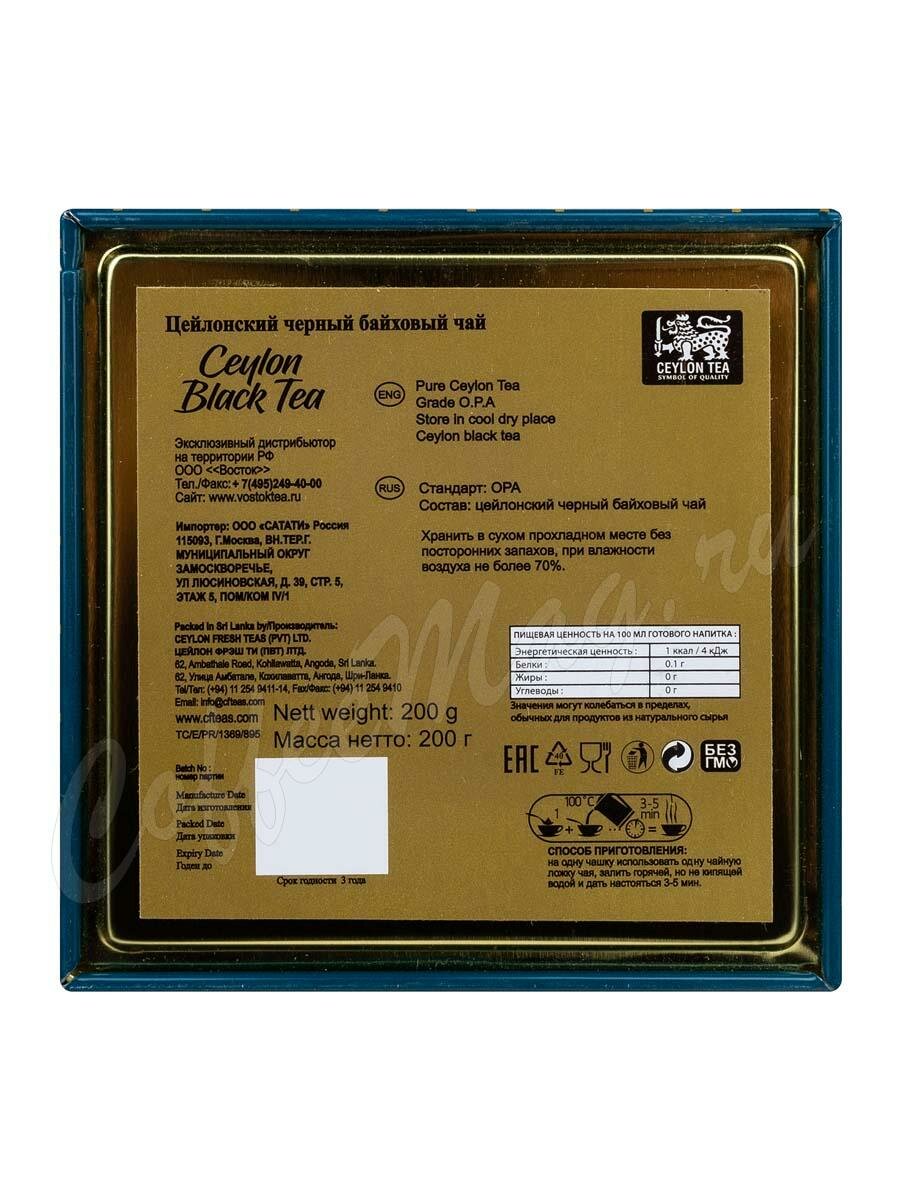 Цейлонский черный байховый чай
Ceylon
Black Tea
Эксклюзивный дистрибьютор
на территории РФ
ООО <<Восток>>
Тел./Факс:+ 7(495)249-40-00
Сайт: www.vostoktea.ru
Импортер: ООО «САТАТИ» Россия
115093, Г.Москва, ВН.ТЕР.Г.
МУНИЦИПАЛЬНЫЙ ОКРУГ
ЗАМОСКВОРЕЧЬЕ,
УЛ ЛЮСИНОВСКАЯ, Д. 39, СТР. 5,
ЭТАЖ 5, ПОМ/КОМ IV/1
Packed in Sri Lanka by/Производитель:
CEYLON FRESH TEAS (PVT) LTD.
ЦЕЙЛОН ФРЭШ ТИ (ПВТ) ЛТД.
62, Ambathale Road, Kohilawatta, Angoda, Sri Lanka.
62, Улица Амбатале, Кохилаватта, Ангода, Шри-Ланка.
Tel/Тел: (+94) 11 254 9411-14, Fax/Факс: (+94) 11 254 9410
Email: info@cfteas.com
www.cfteas.com
TC/E/PR/1369/895
Nett weight: 200 g
Масса нетто: 200 г
Batch No :
номер партии
Manufacture Date
Дата изготовления
Packed Date
Дата упаковки
Expiry Date
Годен до
Срок годности 3 года
CEYLON TEA
SYMBOL OF QUALITY
ENG
Pure Ceylon Tea
Grade O.P.A
Store in cool dry place
Ceylon black tea
RUS
Стандарт: OPA
Состав: цейлонский черный байховый чай
Хранить в сухом прохладном месте без
посторонних запахов, при влажности
воздуха не более 70%.
ПИЩЕВАЯ ЦЕННОСТЬ НА 100 МЛ ГОТОВОГО НАПИТКА :
Энергетическая ценность : 1 ккал / 4 кДж
Белки : 0.1 г
Жиры : 0 г
Углеводы : 0 г
Значения могут колебаться в пределах,
обычных для продуктов из натурального сырья
EAC 40 FE БЕЗ ГМО
100°C 3-5 min
1 + ... = 
СПОСОБ ПРИГОТОВЛЕНИЯ:
на одну чашку использовать одну чайную
ложку чая, залить горячей, но не кипящей
водой и дать настояться 3-5 мин.
CoffeeMag.ru